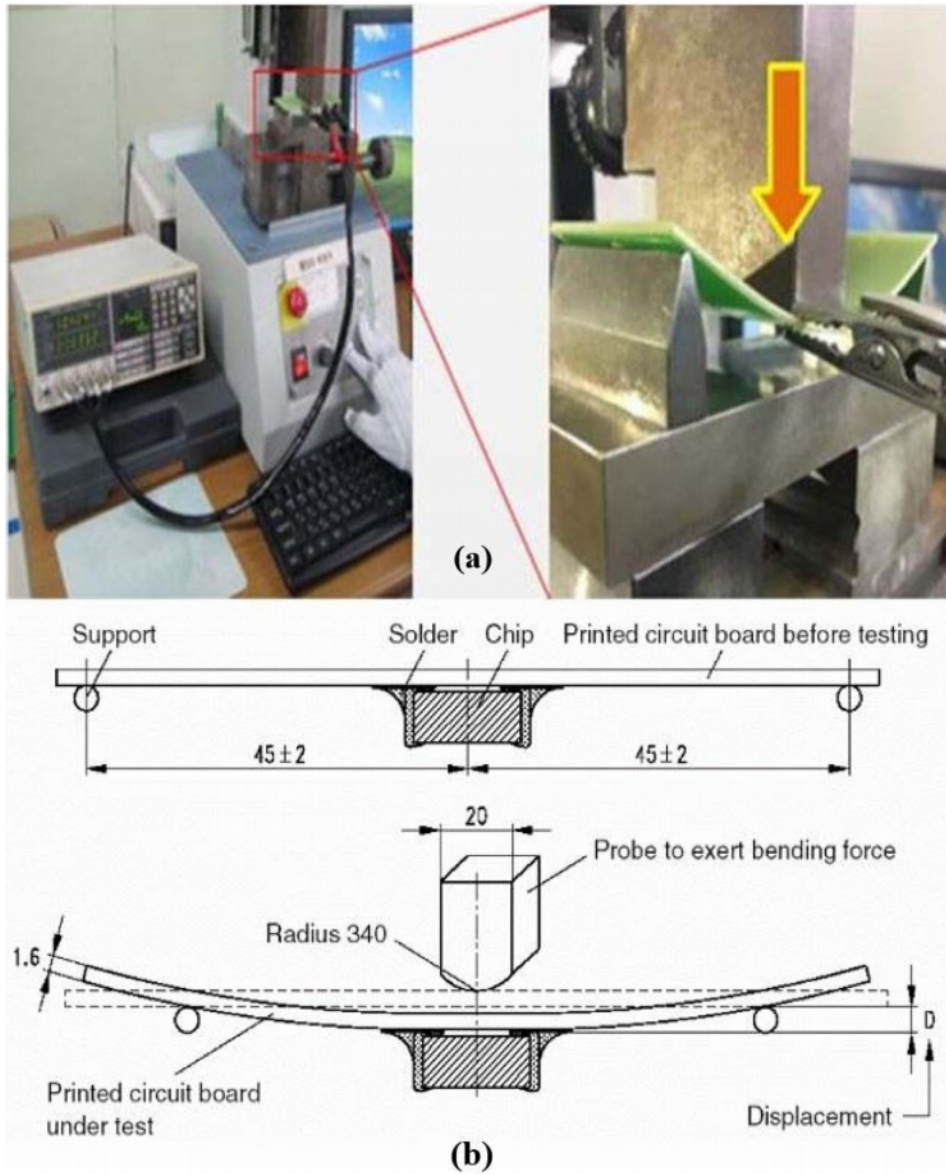 (a)
Support
Solder
Chip
Printed circuit board before testing
45±2
45±2
20
Probe to exert bending force
Radius 340
1.6
D
Printed circuit board
under test
Displacement
(b)